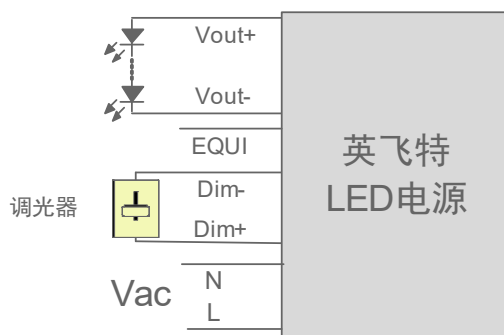 Vout+
Vout-
EQUI
Dim-
调光器
Dim+
Vac
N
L
英飞特
LED电源